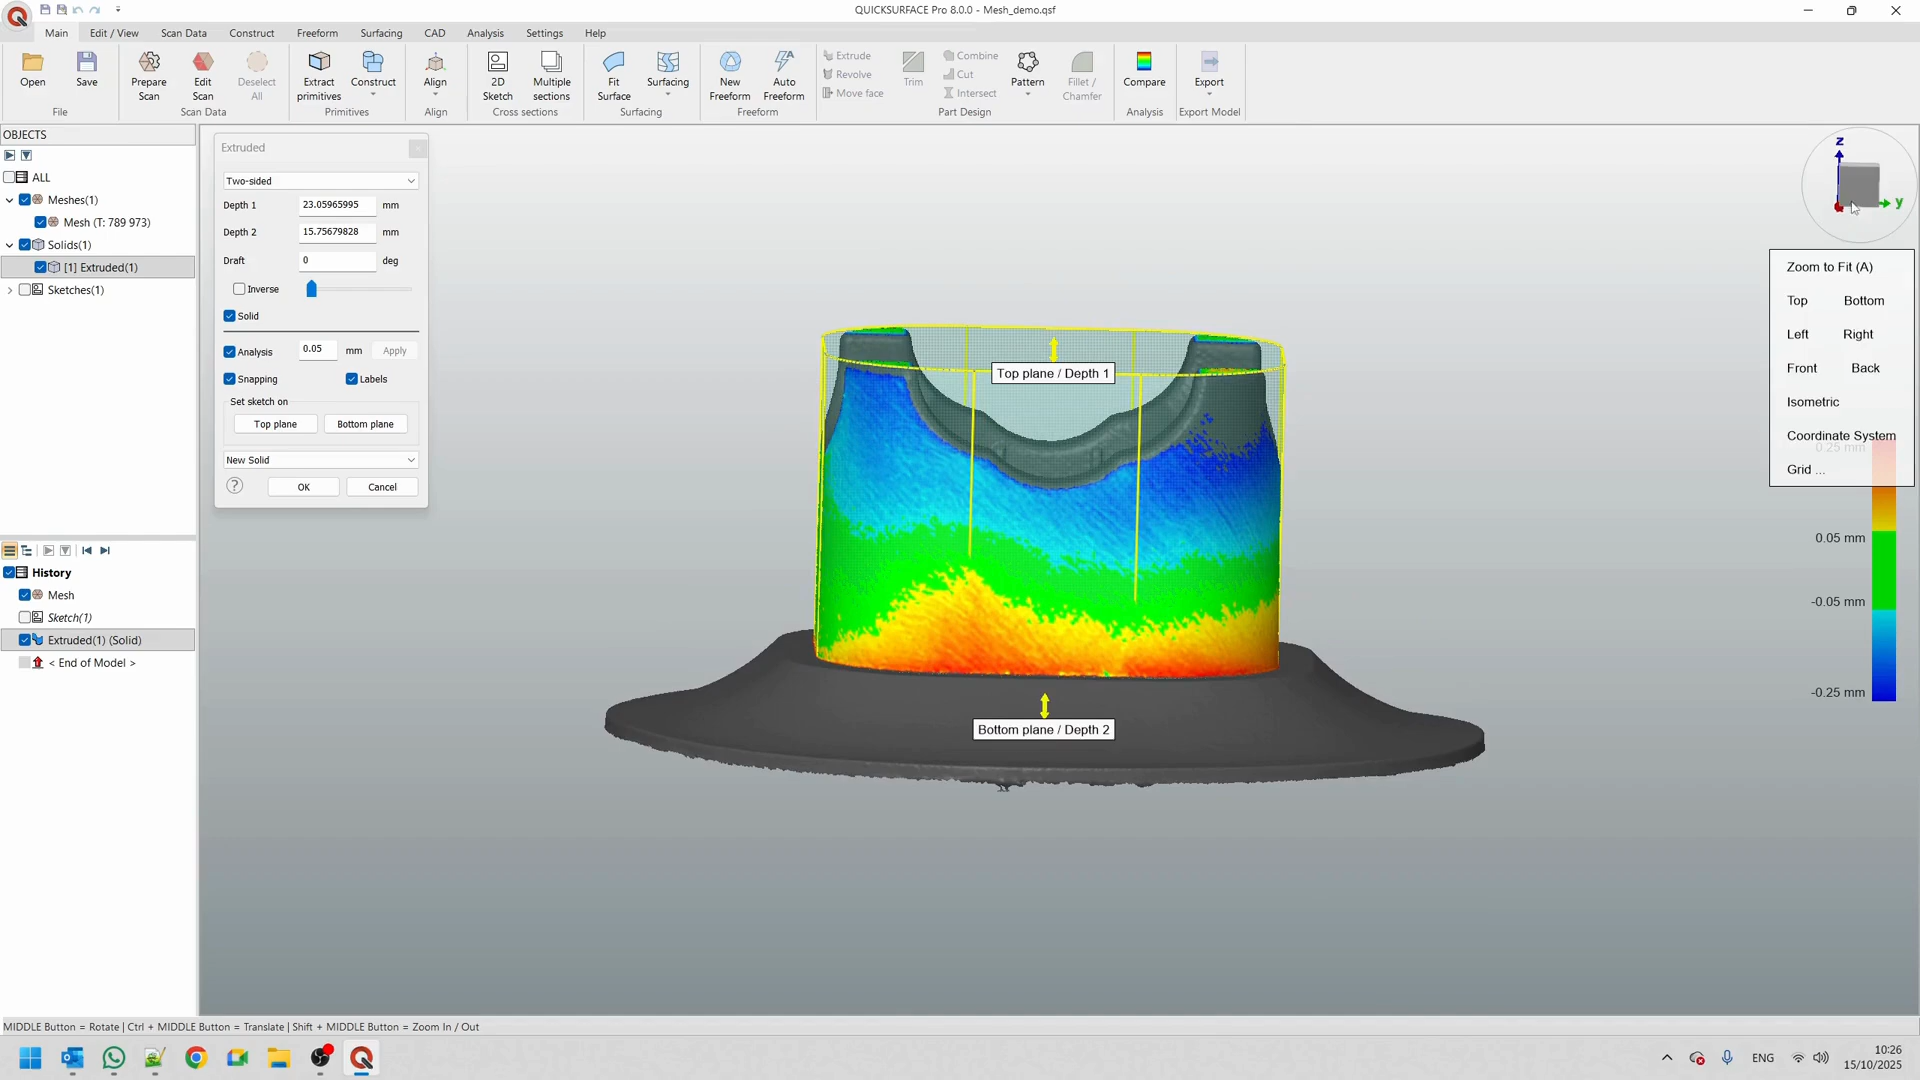 QUICKSURFACE Pro 8.0.0 - Mesh_demo.qsf
Main Edit / View Scan Data Construct Freeform Surfacing CAD Analysis Settings Help
Open
Save
Prepare Scan
Edit Scan
Deselect All
Extract primitives
Construct
Align
2D Sketch
Multiple sections
Fit Surface
Surfacing
New Freeform
Auto Freeform
Extrude
Revolve
Move face
Trim
Combine
Cut
Intersect
Pattern
Fillet / Chamfer
Compare
Export
File Scan Data Primitives Align Cross sections Surfacing Freeform Part Design Analysis Export Model
OBJECTS
ALL
Meshes(1)
Mesh (T: 789 973)
Solids(1)
[1] Extruded(1)
Sketches(1)
History
Mesh
Sketch(1)
Extruded(1) (Solid)
< End of Model >
Extruded
Two-sided
Depth 1 23.05965995 mm
Depth 2 15.75679828 mm
Draft 0 deg
Inverse
Solid
Analysis 0.05 mm Apply
Snapping Labels
Set sketch on
Top plane Bottom plane
New Solid
? OK Cancel
Top plane / Depth 1
Bottom plane / Depth 2
z
y
Zoom to Fit (A)
Top Bottom
Left Right
Front Back
Isometric
Coordinate System
0.25 mm
Grid ...
0.05 mm
-0.05 mm
-0.25 mm
MIDDLE Button = Rotate | Ctrl + MIDDLE Button = Translate | Shift + MIDDLE Button = Zoom In / Out
ENG
10:26
15/10/2025